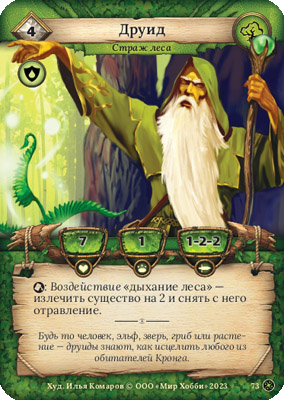 Друид
4
Страж леса
7
1
1-2-2
: Воздействие «дыхание леса» —
излечить существо на 2 и снять с него
отравление.
Будь то человек, эльф, зверь, гриб или расте-
ние — друиды знают, как исцелить любого из
обитателей Кронга.
Худ. Илья Комаров © ООО «Мир Хобби» 2023
73